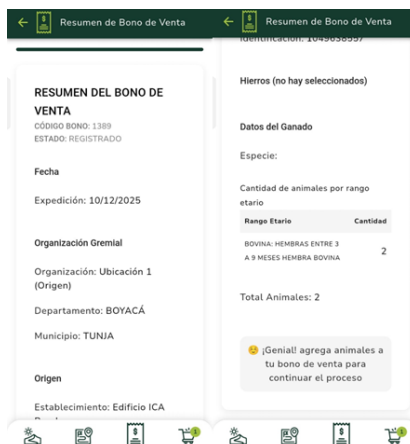 Resumen de Bono de Venta
RESUMEN DEL BONO DE
VENTA
CÓDIGO BONO: 1389
ESTADO: REGISTRADO
Fecha
Expedición: 10/12/2025
Organización Gremial
Organización: Ubicación 1
(Origen)
Departamento: BOYACÁ
Municipio: TUNJA
Origen
Establecimiento: Edificio ICA
Resumen de Bono de Venta
Identificación: 1049638557
Hierros (no hay seleccionados)
Datos del Ganado
Especie:
Cantidad de animales por rango
etario
Rango Etario Cantidad
BOVINA: HEMBRAS ENTRE 3
A 9 MESES HEMBRA BOVINA 2
Total Animales: 2
☺️ ¡Genial! agrega animales a
tu bono de venta para
continuar el proceso